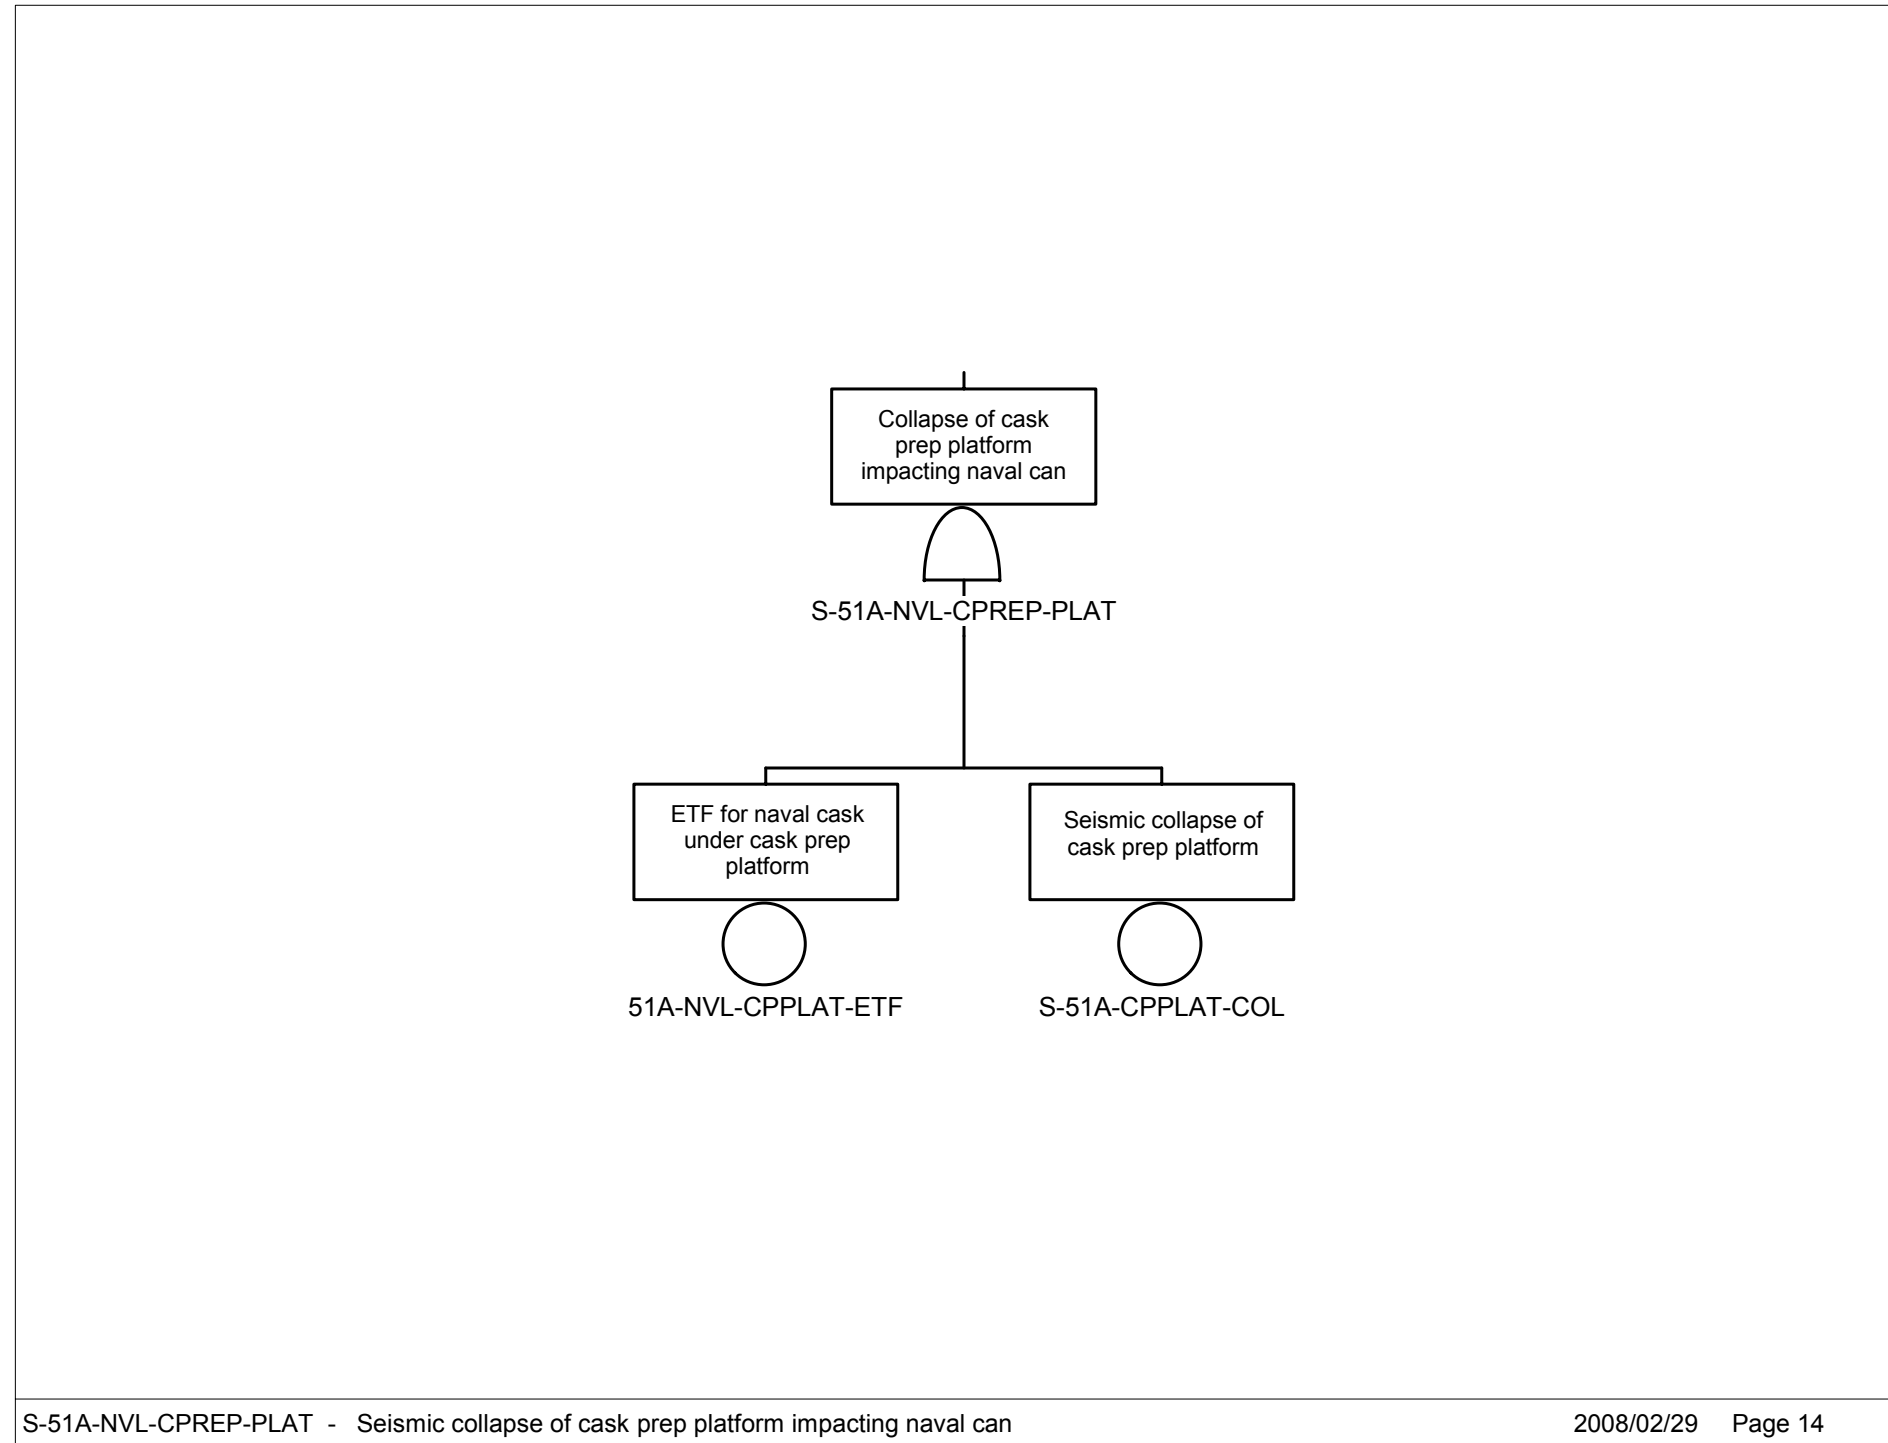 Collapse of cask
prep platform
impacting naval can
S-51A-NVL-CPREP-PLAT
ETF for naval cask
under cask prep
platform
51A-NVL-CPPLAT-ETF
Seismic collapse of
cask prep platform
S-51A-CPPLAT-COL
S-51A-NVL-CPREP-PLAT - Seismic collapse of cask prep platform impacting naval can
2008/02/29 Page 14